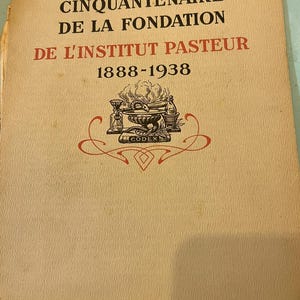 CINQUANTENAIRE
DE LA FONDATION
DE L'INSTITUT PASTEUR
1888-1938
CODEX